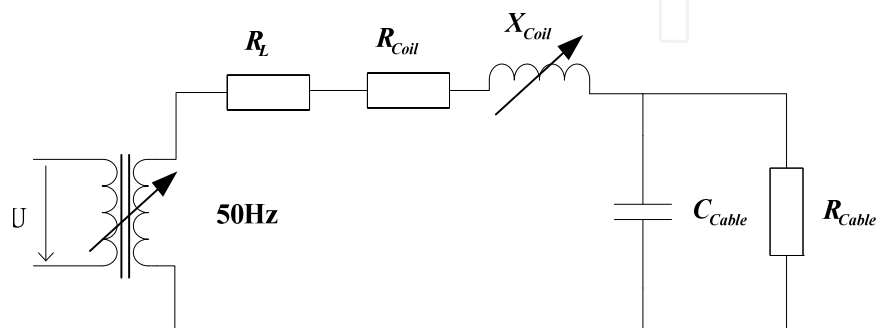 R_L
R_Coil
X_Coil
U
50Hz
C_Cable
R_Cable